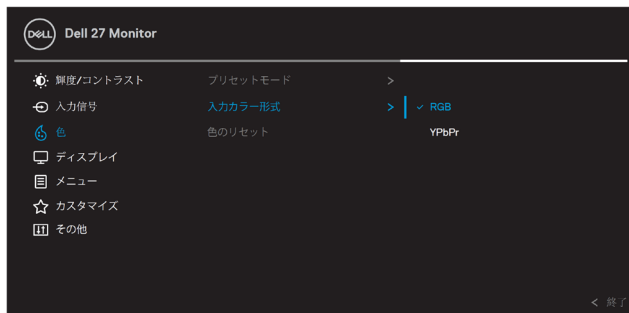 DELL Dell 27 Monitor
輝度/コントラスト プリセットモード >
入力信号 入力カラー形式 > ✓ RGB
色 色のリセット YPbPr
ディスプレイ
メニュー
カスタマイズ
その他
< 終了